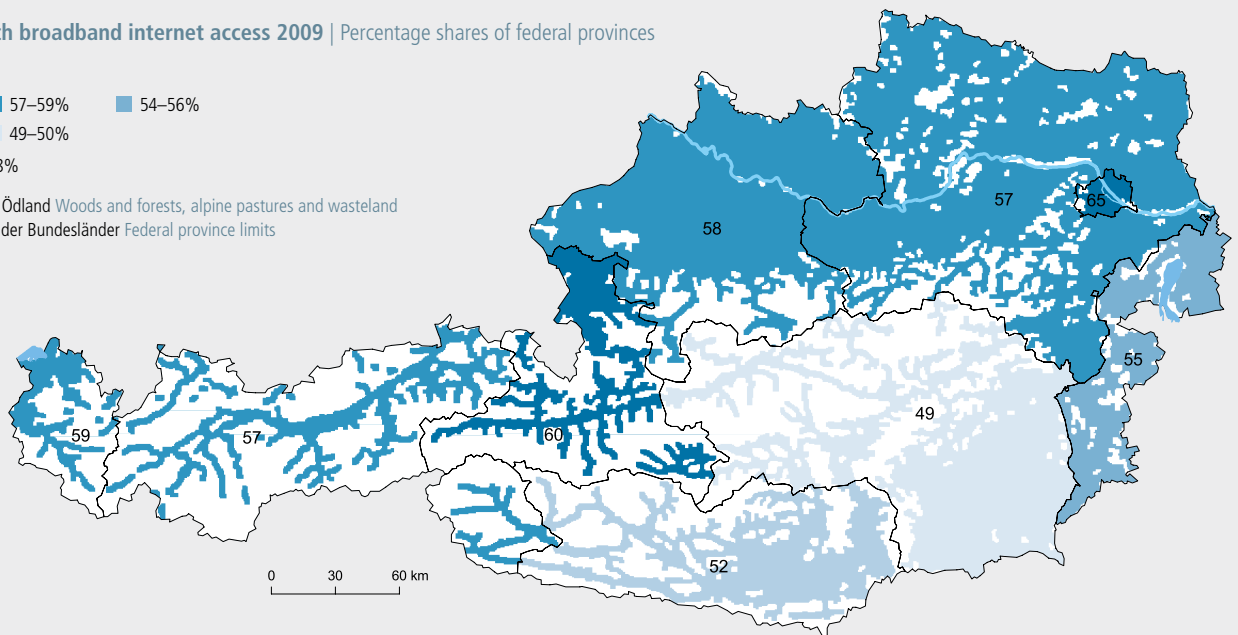 broadband internet access 2009 | Percentage shares of federal provinces
57–59% 54–56%
49–50%
Ödland Woods and forests, alpine pastures and wasteland
der Bundesländer Federal province limits
58
57
65
55
49
59
57
60
52
0 30 60 km